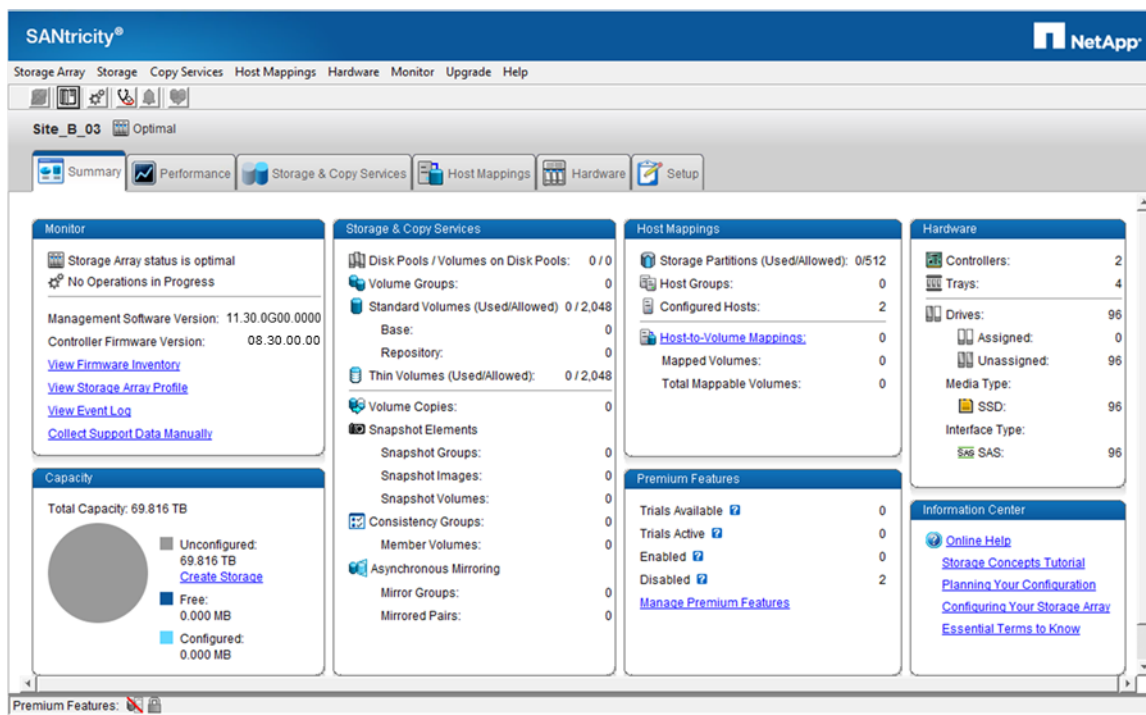 SANtricity®
NetApp
Storage Array Storage Copy Services Host Mappings Hardware Monitor Upgrade Help
Site_B_03 Optimal
Summary Performance Storage & Copy Services Host Mappings Hardware Setup
Monitor
Storage Array status is optimal
No Operations in Progress
Management Software Version: 11.30.0G00.0000
Controller Firmware Version: 08.30.00.00
View Firmware Inventory
View Storage Array Profile
View Event Log
Collect Support Data Manually
Capacity
Total Capacity: 69.816 TB
Unconfigured:
69.816 TB
Create Storage
Free:
0.000 MB
Configured:
0.000 MB
Storage & Copy Services
Disk Pools / Volumes on Disk Pools: 0 / 0
Volume Groups: 0
Standard Volumes (Used/Allowed) 0 / 2,048
Base: 0
Repository: 0
Thin Volumes (Used/Allowed): 0 / 2,048
Volume Copies: 0
Snapshot Elements
Snapshot Groups: 0
Snapshot Images: 0
Snapshot Volumes: 0
Consistency Groups: 0
Member Volumes: 0
Asynchronous Mirroring
Mirror Groups: 0
Mirrored Pairs: 0
Host Mappings
Storage Partitions (Used/Allowed): 0/512
Host Groups: 0
Configured Hosts: 2
Host-to-Volume Mappings: 0
Mapped Volumes: 0
Total Mappable Volumes: 0
Premium Features
Trials Available ? 0
Trials Active ? 0
Enabled ? 0
Disabled ? 2
Manage Premium Features
Hardware
Controllers: 2
Trays: 4
Drives: 96
Assigned: 0
Unassigned: 96
Media Type:
SSD: 96
Interface Type:
SAS SAS: 96
Information Center
? Online Help
Storage Concepts Tutorial
Planning Your Configuration
Configuring Your Storage Array
Essential Terms to Know
Premium Features: